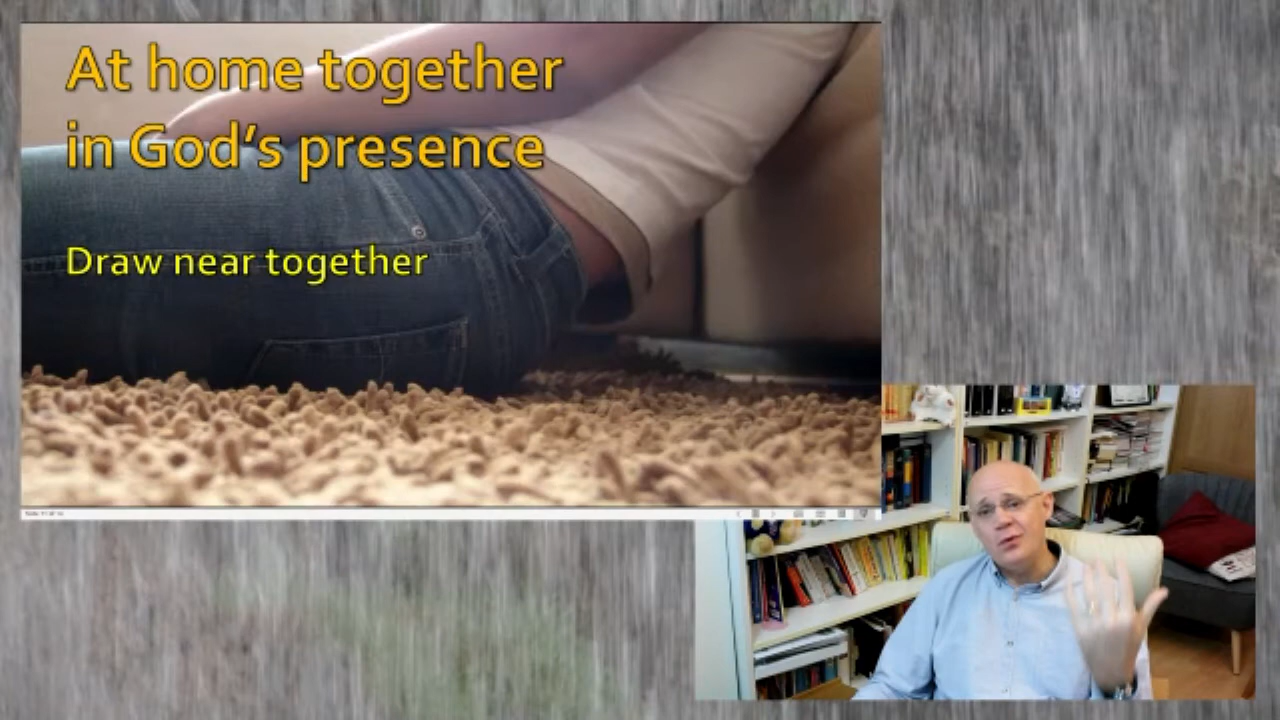 At home together
in God's presence
Draw near together